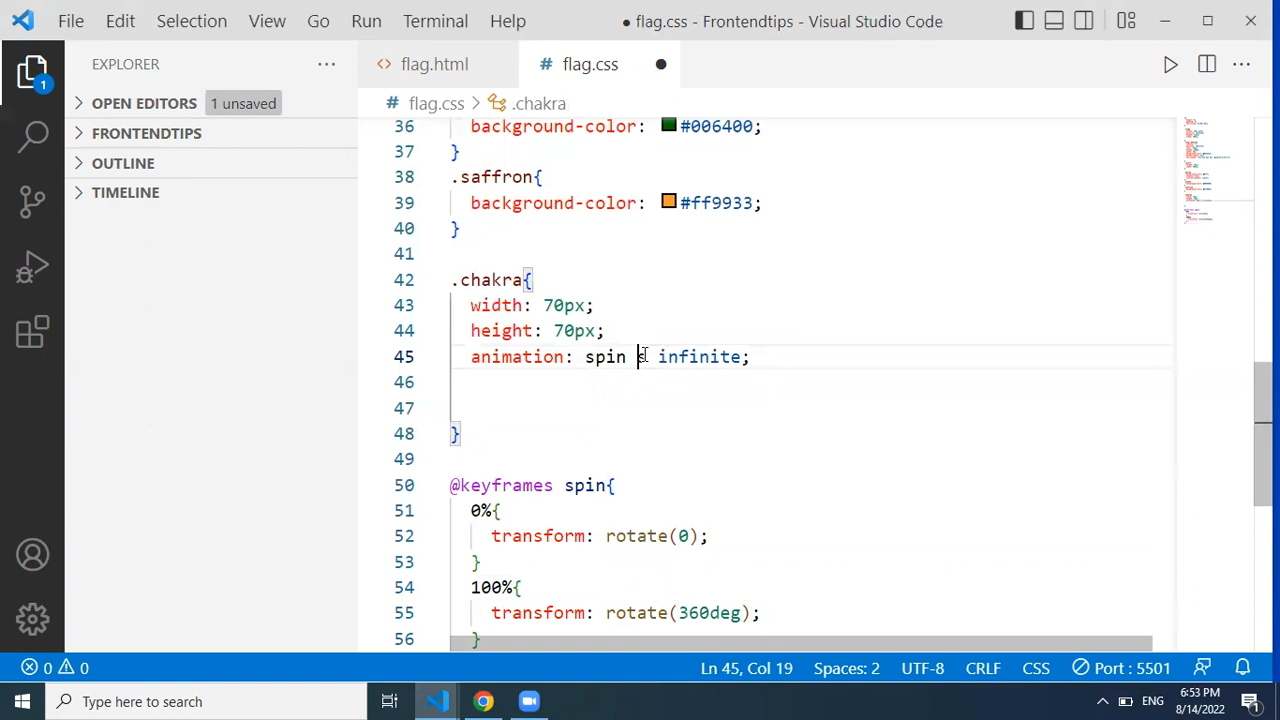 File Edit Selection View Go Run Terminal Help ● flag.css - Frontendtips - Visual Studio Code
EXPLORER ···
<> flag.html
# flag.css ●
OPEN EDITORS 1 unsaved
FRONTENDTIPS
OUTLINE
TIMELINE
1
# flag.css > .chakra
36 background-color: #006400;
37 }
38 .saffron{
39 background-color: #ff9933;
40 }
41
42 .chakra{
43 width: 70px;
44 height: 70px;
45 animation: spin s infinite;
46
47
48 }
49
50 @keyframes spin{
51 0%{
52 transform: rotate(0);
53 }
54 100%{
55 transform: rotate(360deg);
56 }
0 0 Ln 45, Col 19 Spaces: 2 UTF-8 CRLF CSS Port : 5501
Type here to search
ENG
6:53 PM
8/14/2022
1